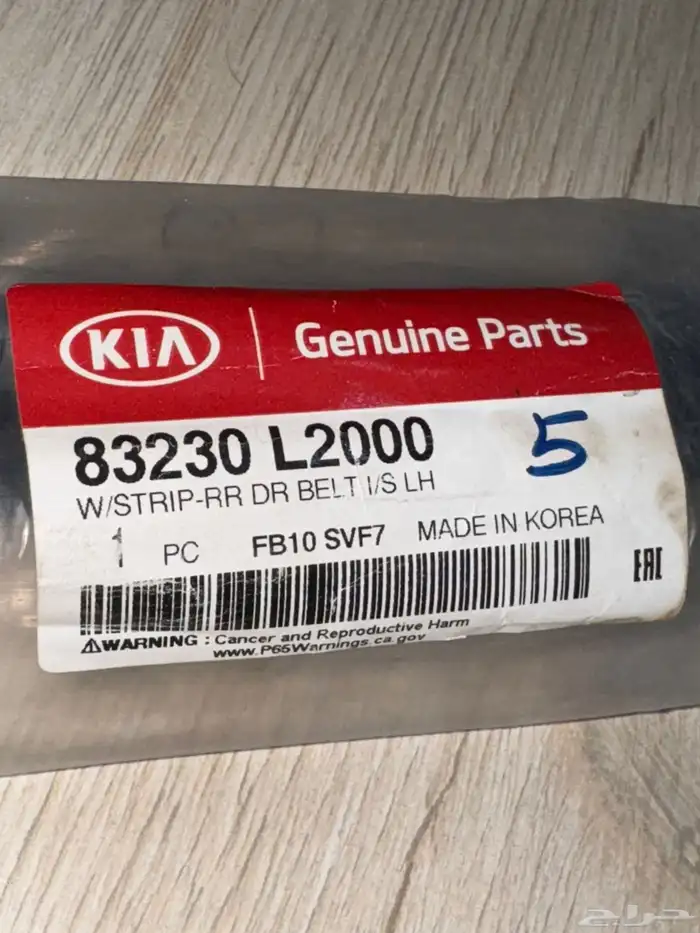 KIA Genuine Parts
83230 L2000
5
W/STRIP-RR DR BELT I/S LH
1 PC FB10 SVF7 MADE IN KOREA
EAC
⚠WARNING : Cancer and Reproductive Harm
www.P65Warnings.ca.gov
حراج